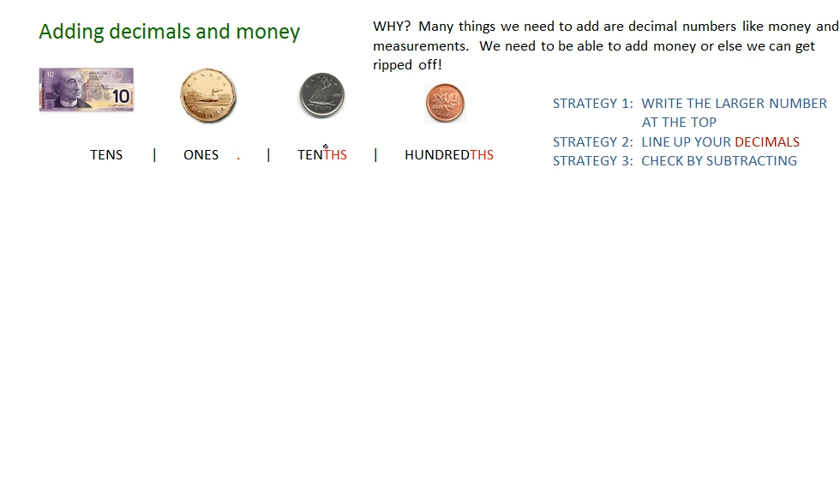 Adding decimals and money
WHY? Many things we need to add are decimal numbers like money and
measurements. We need to be able to add money or else we can get
ripped off!
10 CANADA 10
CANADA
STRATEGY 1: WRITE THE LARGER NUMBER
AT THE TOP
STRATEGY 2: LINE UP YOUR DECIMALS
STRATEGY 3: CHECK BY SUBTRACTING
TENS | ONES . | TENTHS | HUNDREDTHS